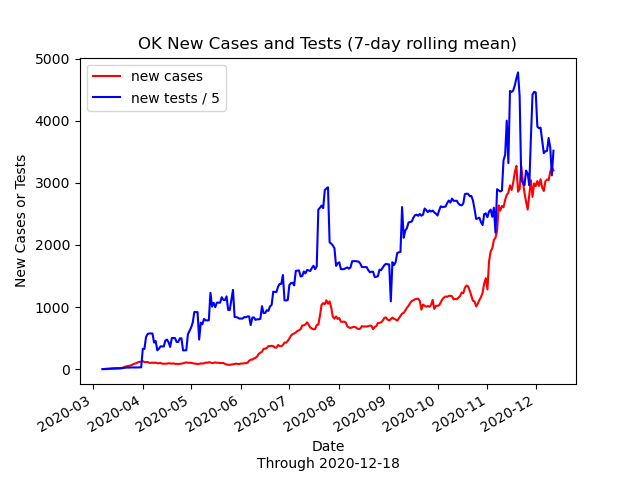 OK New Cases and Tests (7-day rolling mean)
new cases
new tests / 5
New Cases or Tests
5000
4000
3000
2000
1000
0
2020-03
2020-04
2020-05
2020-06
2020-07
2020-08
2020-09
2020-10
2020-11
2020-12
Date
Through 2020-12-18